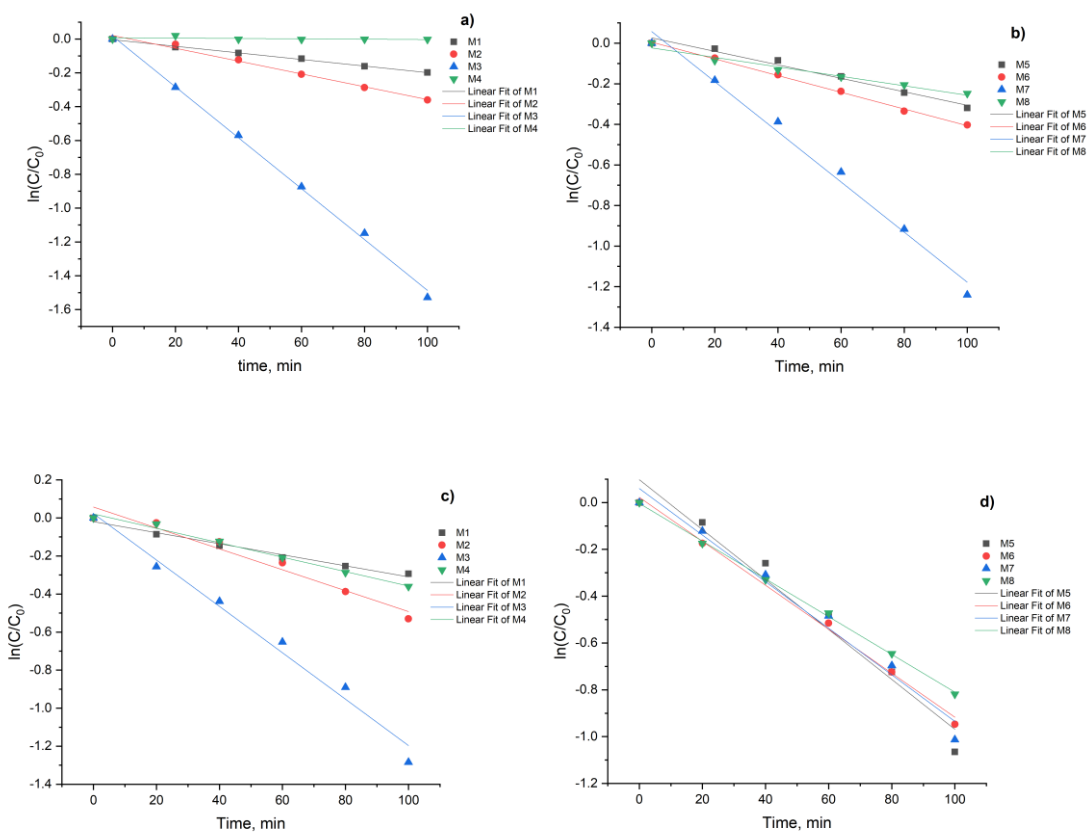 a)
M1
M2
M3
M4
Linear Fit of M1
Linear Fit of M2
Linear Fit of M3
Linear Fit of M4
0.0
-0.2
-0.4
-0.6
-0.8
-1.0
-1.2
-1.4
-1.6
ln(C/C0)
0 20 40 60 80 100
time, min
b)
M5
M6
M7
M8
Linear Fit of M5
Linear Fit of M6
Linear Fit of M7
Linear Fit of M8
0.0
-0.2
-0.4
-0.6
-0.8
-1.0
-1.2
-1.4
ln(C/C0)
0 20 40 60 80 100
Time, min
c)
M1
M2
M3
M4
Linear Fit of M1
Linear Fit of M2
Linear Fit of M3
Linear Fit of M4
0.2
0.0
-0.2
-0.4
-0.6
-0.8
-1.0
-1.2
-1.4
ln(C/C0)
0 20 40 60 80 100
Time, min
d)
M5
M6
M7
M8
Linear Fit of M5
Linear Fit of M6
Linear Fit of M7
Linear Fit of M8
0.0
-0.2
-0.4
-0.6
-0.8
-1.0
-1.2
ln(C/C0)
0 20 40 60 80 100
Time, min